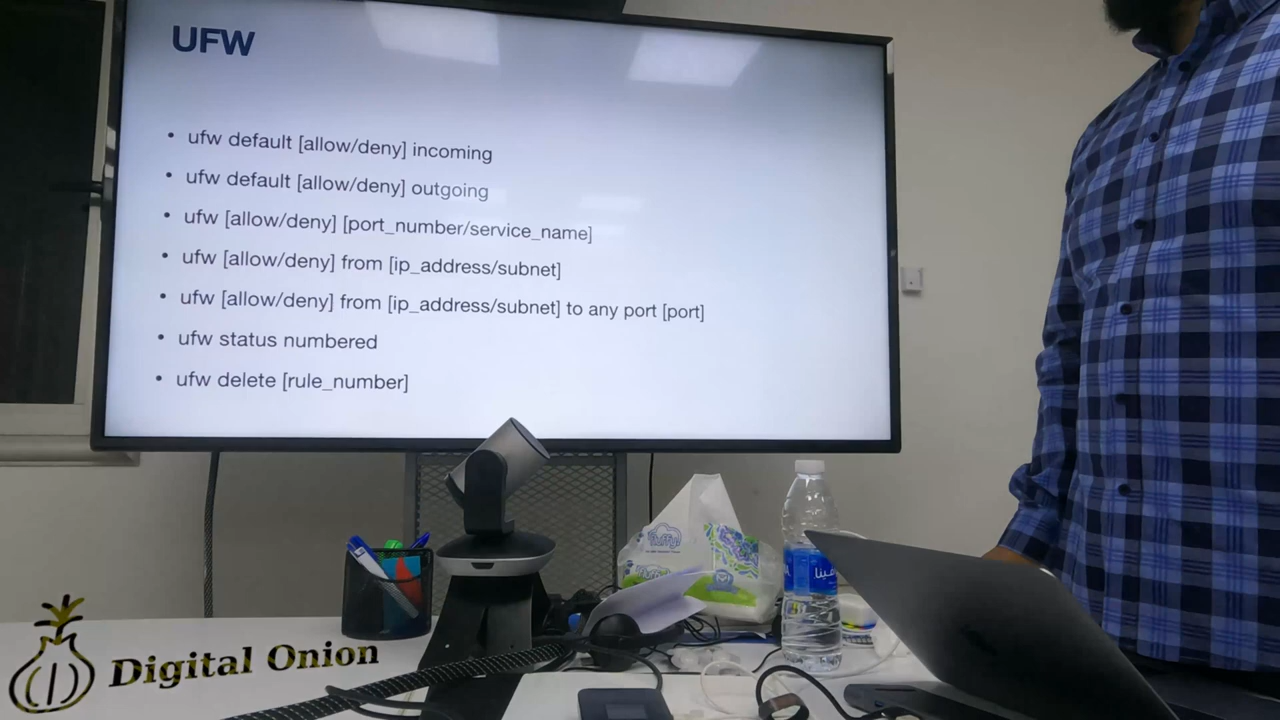 UFW
• ufw default [allow/deny] incoming
• ufw default [allow/deny] outgoing
• ufw [allow/deny] [port_number/service_name]
• ufw [allow/deny] from [ip_address/subnet]
• ufw [allow/deny] from [ip_address/subnet] to any port [port]
• ufw status numbered
• ufw delete [rule_number]
Digital Onion